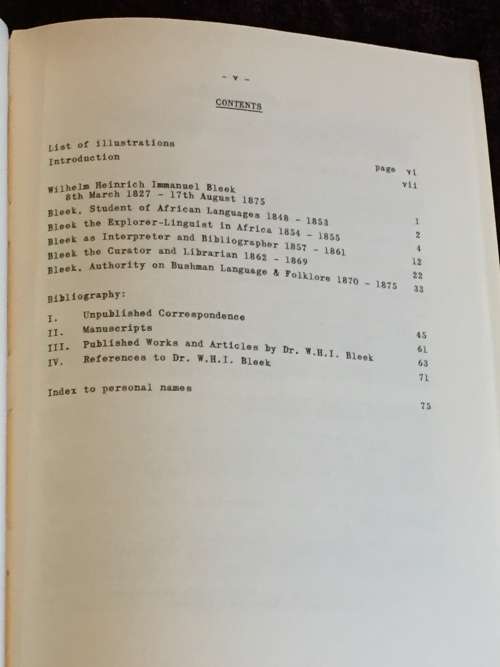 - v -
CONTENTS
List of illustrations page vi
Introduction vii
Wilhelm Heinrich Immanuel Bleek
8th March 1827 - 17th August 1875 1
Bleek, Student of African Languages 1848 - 1853 2
Bleek the Explorer-Linguist in Africa 1854 - 1855 4
Bleek as Interpreter and Bibliographer 1857 - 1861 12
Bleek the Curator and Librarian 1862 - 1869 22
Bleek, Authority on Bushman Language & Folklore 1870 - 1875 33
Bibliography:
I. Unpublished Correspondence 45
II. Manuscripts 61
III. Published Works and Articles by Dr. W.H.I. Bleek 63
IV. References to Dr. W.H.I. Bleek 71
Index to personal names 75